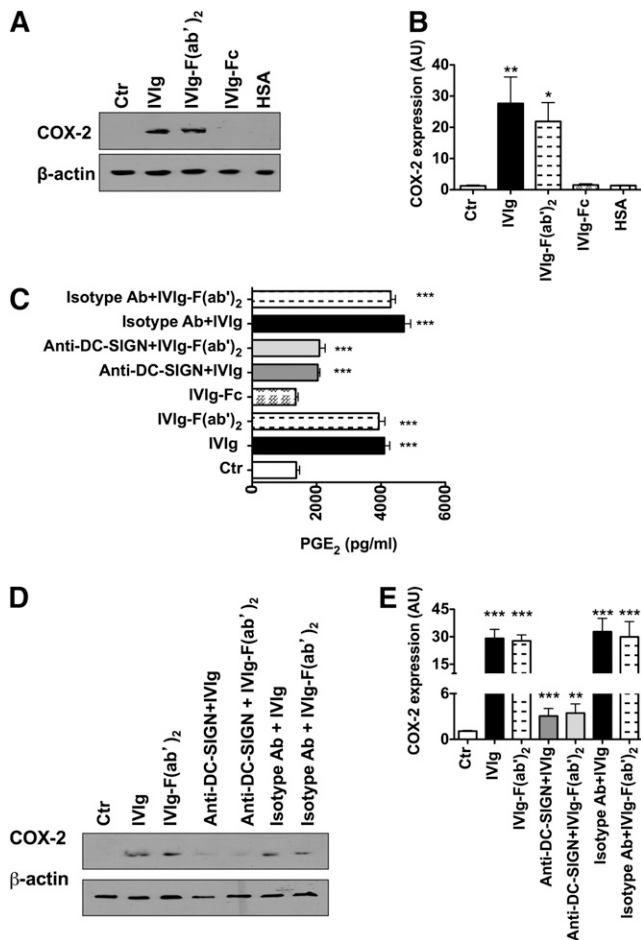 A
Ctr
IVIg
IVIg-F(ab')2
IVIg-Fc
HSA
COX-2
β-actin
B
COX-2 expression (AU)
40
30
20
10
0
**
*
Ctr
IVIg
IVIg-F(ab')2
IVIg-Fc
HSA
C
Isotype Ab+IVIg-F(ab')2
***
Isotype Ab+IVIg
***
Anti-DC-SIGN+IVIg-F(ab')2
***
Anti-DC-SIGN+IVIg
***
IVIg-Fc
IVIg-F(ab')2
***
IVIg
***
Ctr
0
2000
4000
6000
PGE2 (pg/ml)
D
Ctr
IVIg
IVIg-F(ab')2
Anti-DC-SIGN+IVIg
Anti-DC-SIGN + IVIg-F(ab')2
Isotype Ab + IVIg
Isotype Ab + IVIg-F(ab')2
COX-2
β-actin
E
COX-2 expression (AU)
45
30
15
6
0
***
***
***
**
***
***
Ctr
IVIg
IVIg-F(ab')2
Anti-DC-SIGN+IVIg
Anti-DC-SIGN+IVIg-F(ab')2
Isotype Ab+IVIg
Isotype Ab+IVIg-F(ab')2